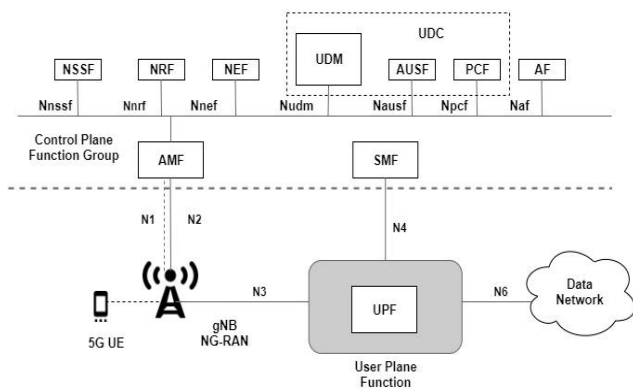 UDC
NSSF
NRF
NEF
UDM
AUSF
PCF
AF
Nnssf
Nnrf
Nnef
Nudm
Nausf
Npcf
Naf
Control Plane
Function Group
AMF
SMF
N1
N2
N4
N3
N6
Data
Network
UPF
gNB
NG-RAN
5G UE
User Plane
Function